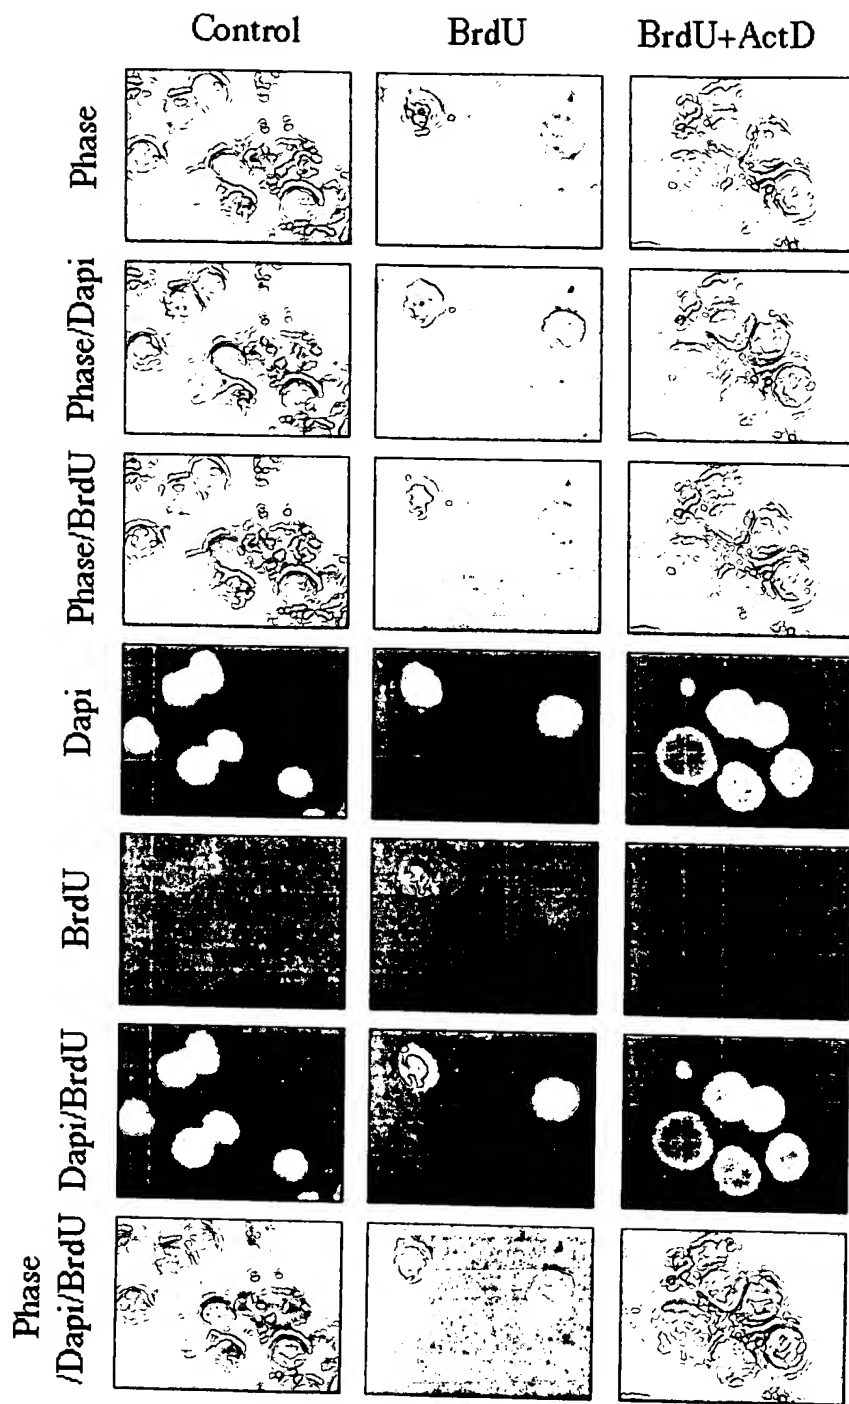 Control
BrdU
BrdU+ActD
Phase
Phase/Dapi
Phase/BrdU
Dapi
BrdU
Dapi/BrdU
Phase
/Dapi/BrdU